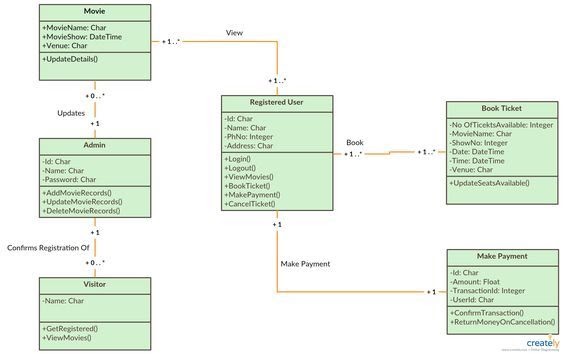 Movie
+MovieName: Char
+MovieShow: DateTime
+Venue: Char
+UpdateDetails()
+ 1 . .*
View
+ 1 . .*
+ 0 . .*
Updates
+ 1
Admin
-Id: Char
-Name: Char
-Password: Char
+AddMovieRecords()
+UpdateMovieRecords()
+DeleteMovieRecords()
+ 1
Confirms Registration Of
+ 0 . .*
Visitor
-Name: Char
+GetRegistered()
+ViewMovies()
Registered User
-Id: Char
-Name: Char
-PhNo: Integer
-Address: Char
+Login()
+Logout()
+ViewMovies()
+BookTicket()
+MakePayment()
+CancelTicket()
Book
+ 1 . .*
+ 1 . .*
Book Ticket
-No OfTicektsAvailable: Integer
-MovieName: Char
-ShowNo: Integer
-Date: DateTime
-Time: DateTime
-Venue: Char
+UpdateSeatsAvailable()
+ 1
Make Payment
+ 1
Make Payment
-Id: Char
-Amount: Float
-TransactionId: Integer
-UserId: Char
+ConfirmTransaction()
+ReturnMoneyOnCancellation()
creately